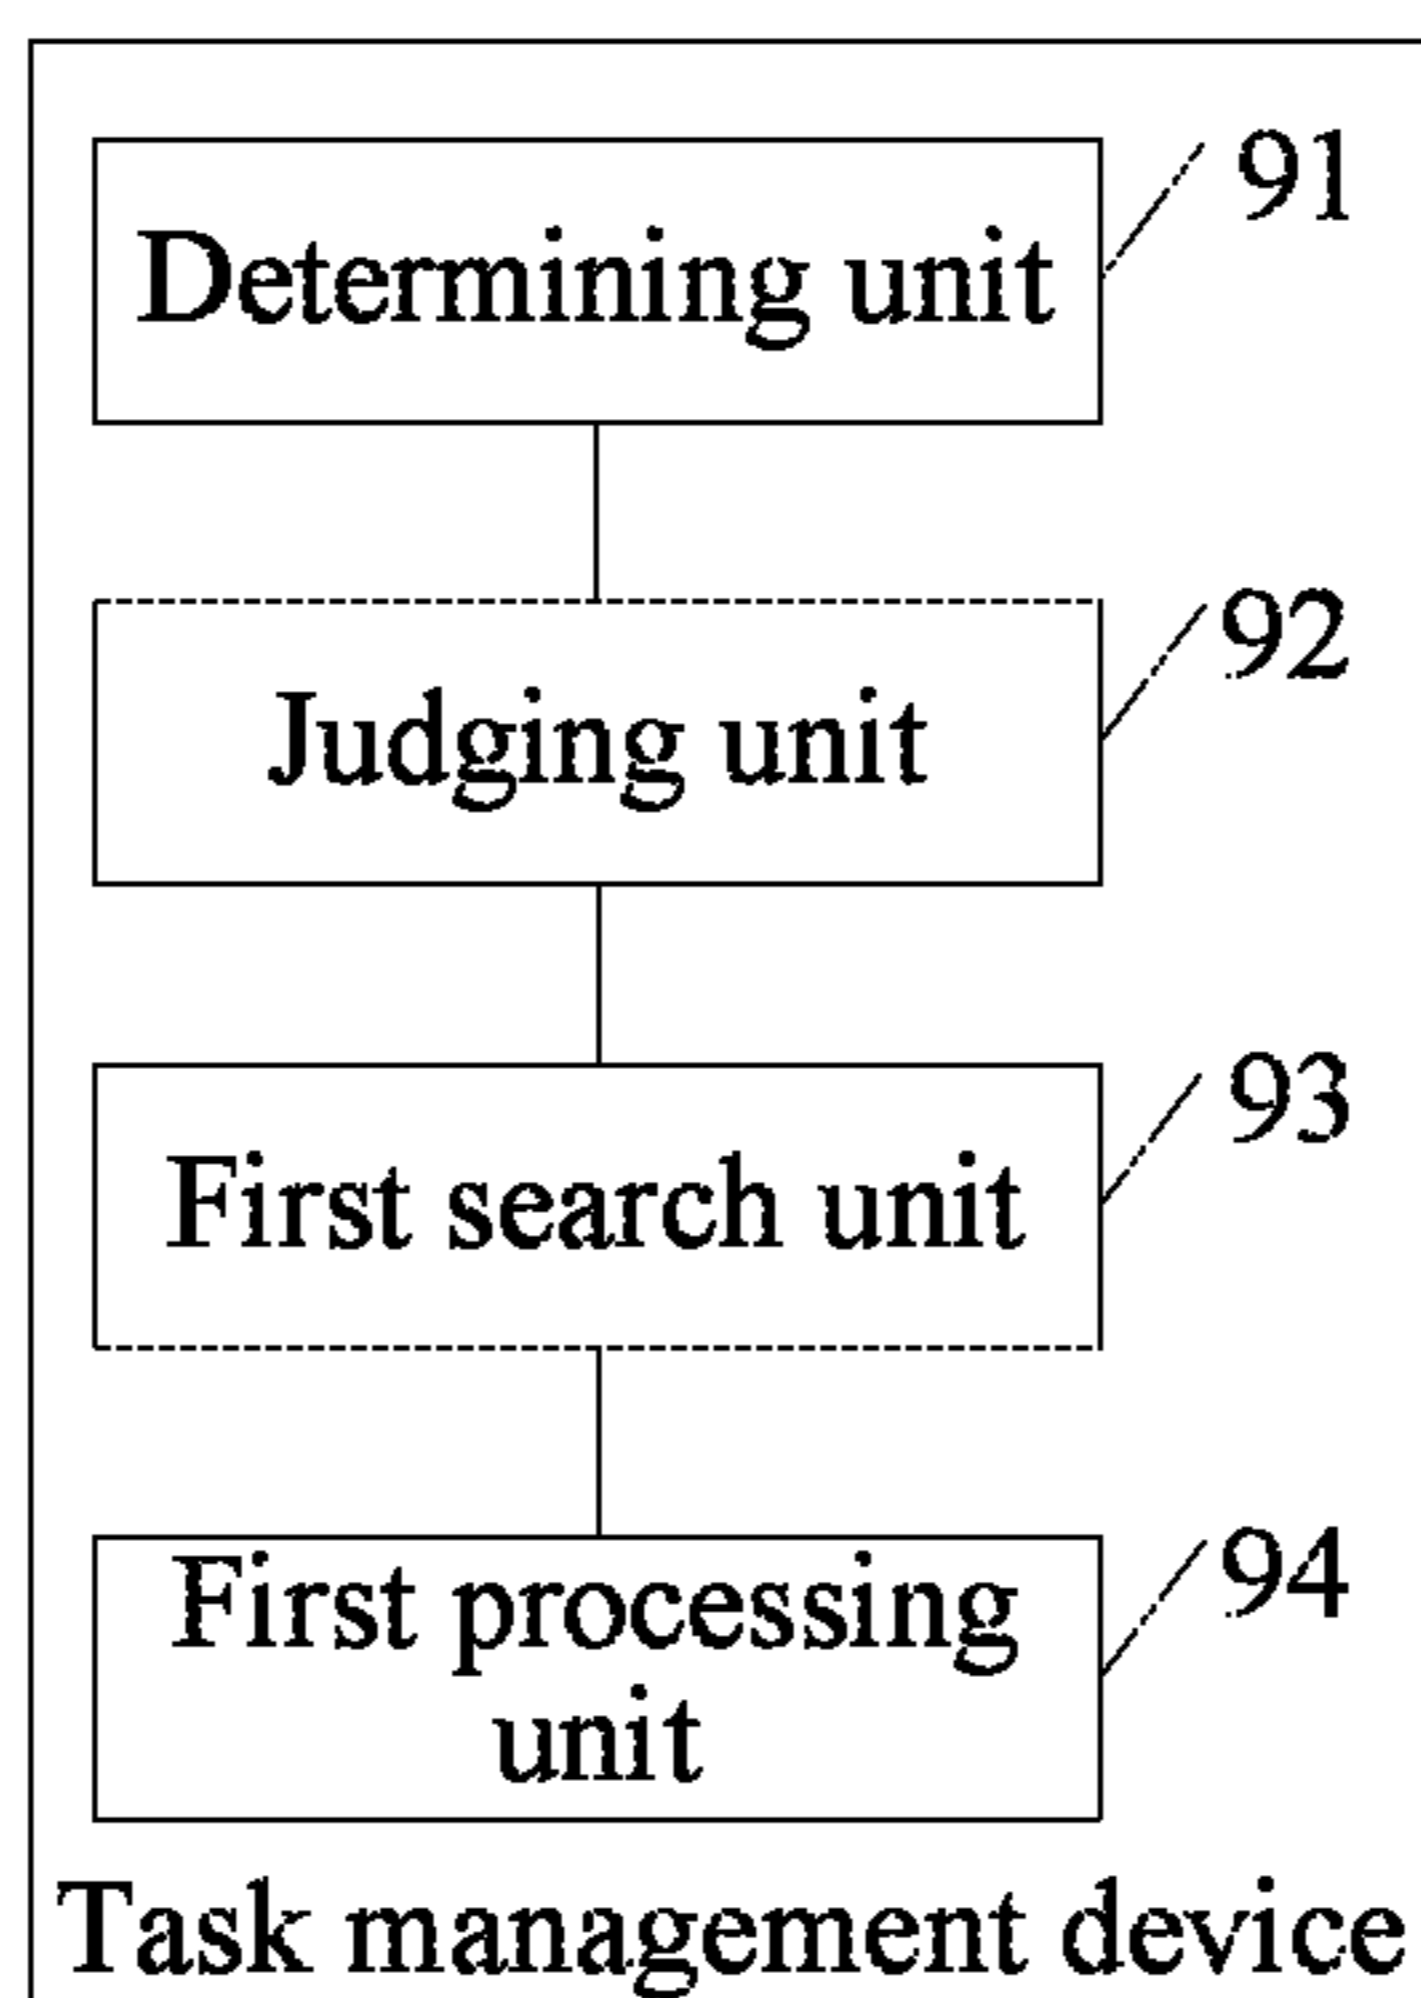 91
Determining unit
92
Judging unit
93
First search unit
94
First processing
unit
Task management device